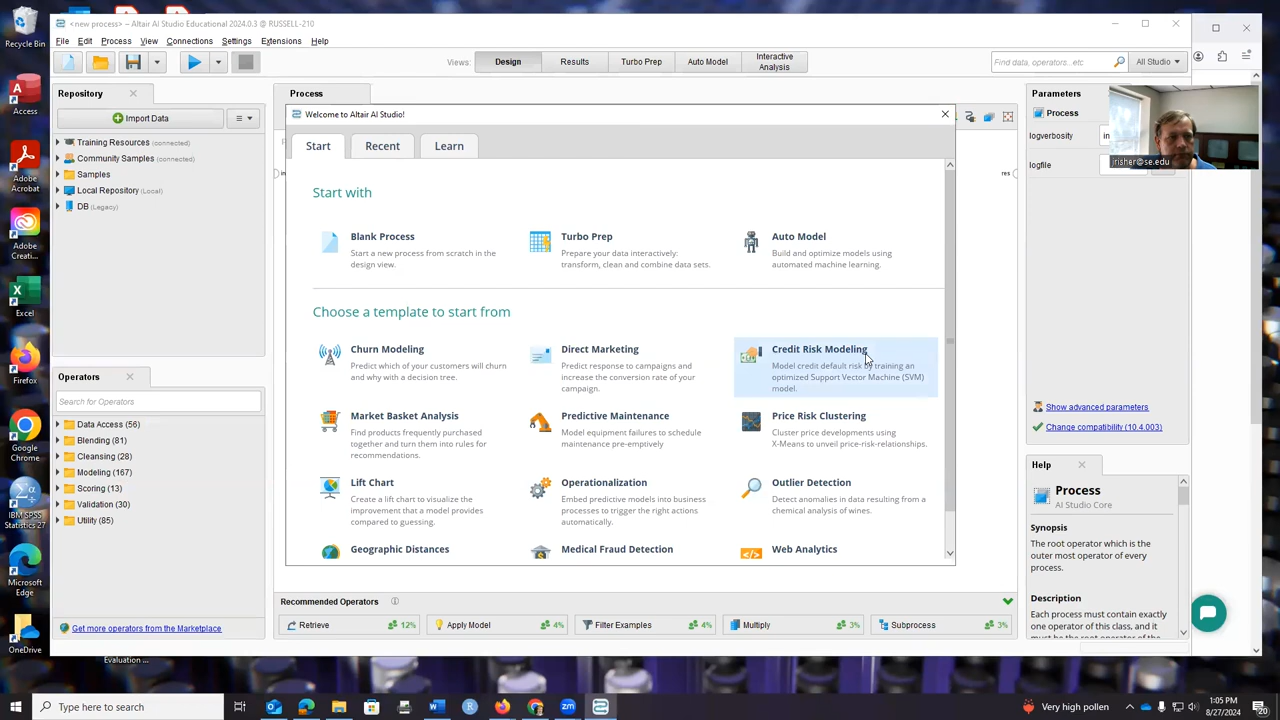 Recycle Bin
Access
Adobe
Acrobat
Adobe
Creati...
Excel
Firefox
Google
Chrome
IBM SPSS
Statistics 27
Microsoft
Edge
OneDrive
Evaluation ...
<new process> – Altair AI Studio Educational 2024.0.3 @ RUSSELL-210
File Edit Process View Connections Settings Extensions Help
Views: Design Results Turbo Prep Auto Model Interactive Analysis
Find data, operators...etc All Studio
Repository
Import Data
Training Resources (connected)
Community Samples (connected)
Samples
Local Repository (Local)
DB (Legacy)
Operators
Search for Operators
Data Access (56)
Blending (81)
Cleansing (28)
Modeling (167)
Scoring (13)
Validation (30)
Utility (85)
Get more operators from the Marketplace
Process
Welcome to Altair AI Studio!
Start Recent Learn
Start with
Blank Process
Start a new process from scratch in the
design view.
Turbo Prep
Prepare your data interactively:
transform, clean and combine data sets.
Auto Model
Build and optimize models using
automated machine learning.
Choose a template to start from
Churn Modeling
Predict which of your customers will churn
and why with a decision tree.
Direct Marketing
Predict response to campaigns and
increase the conversion rate of your
campaign.
Credit Risk Modeling
Model credit default risk by training an
optimized Support Vector Machine (SVM)
model.
Market Basket Analysis
Find products frequently purchased
together and turn them into rules for
recommendations.
Predictive Maintenance
Model equipment failures to schedule
maintenance pre-emptively
Price Risk Clustering
Cluster price developments using
X-Means to unveil price-risk-relationships.
Lift Chart
Create a lift chart to visualize the
improvement that a model provides
compared to guessing.
Operationalization
Embed predictive models into business
processes to trigger the right actions
automatically.
Outlier Detection
Detect anomalies in data resulting from a
chemical analysis of wines.
Geographic Distances
Medical Fraud Detection
Web Analytics
res
Recommended Operators
Retrieve 12%
Apply Model 4%
Filter Examples 4%
Multiply 3%
Subprocess 3%
Parameters
Process
logverbosity in
logfile
jrisher@se.edu
Show advanced parameters
Change compatibility (10.4.003)
Help
Process
AI Studio Core
Synopsis
The root operator which is the
outer most operator of every
process.
Description
Each process must contain exactly
one operator of this class, and it
must be the root operator of the
Type here to search
Very high pollen
1:05 PM
8/27/2024
20